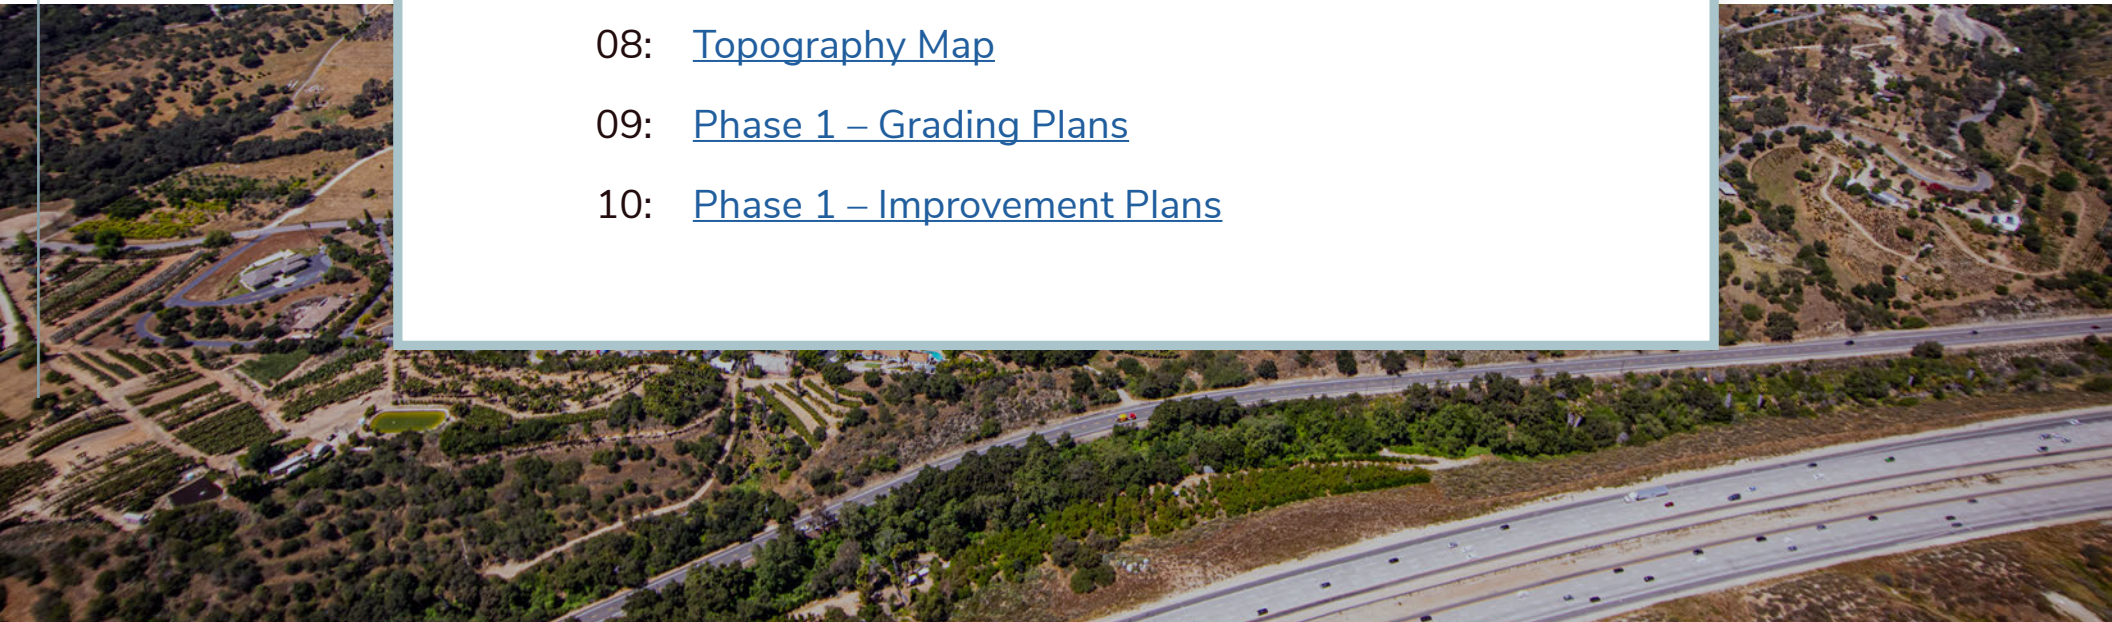 08: Topography Map
09: Phase 1 – Grading Plans
10: Phase 1 – Improvement Plans